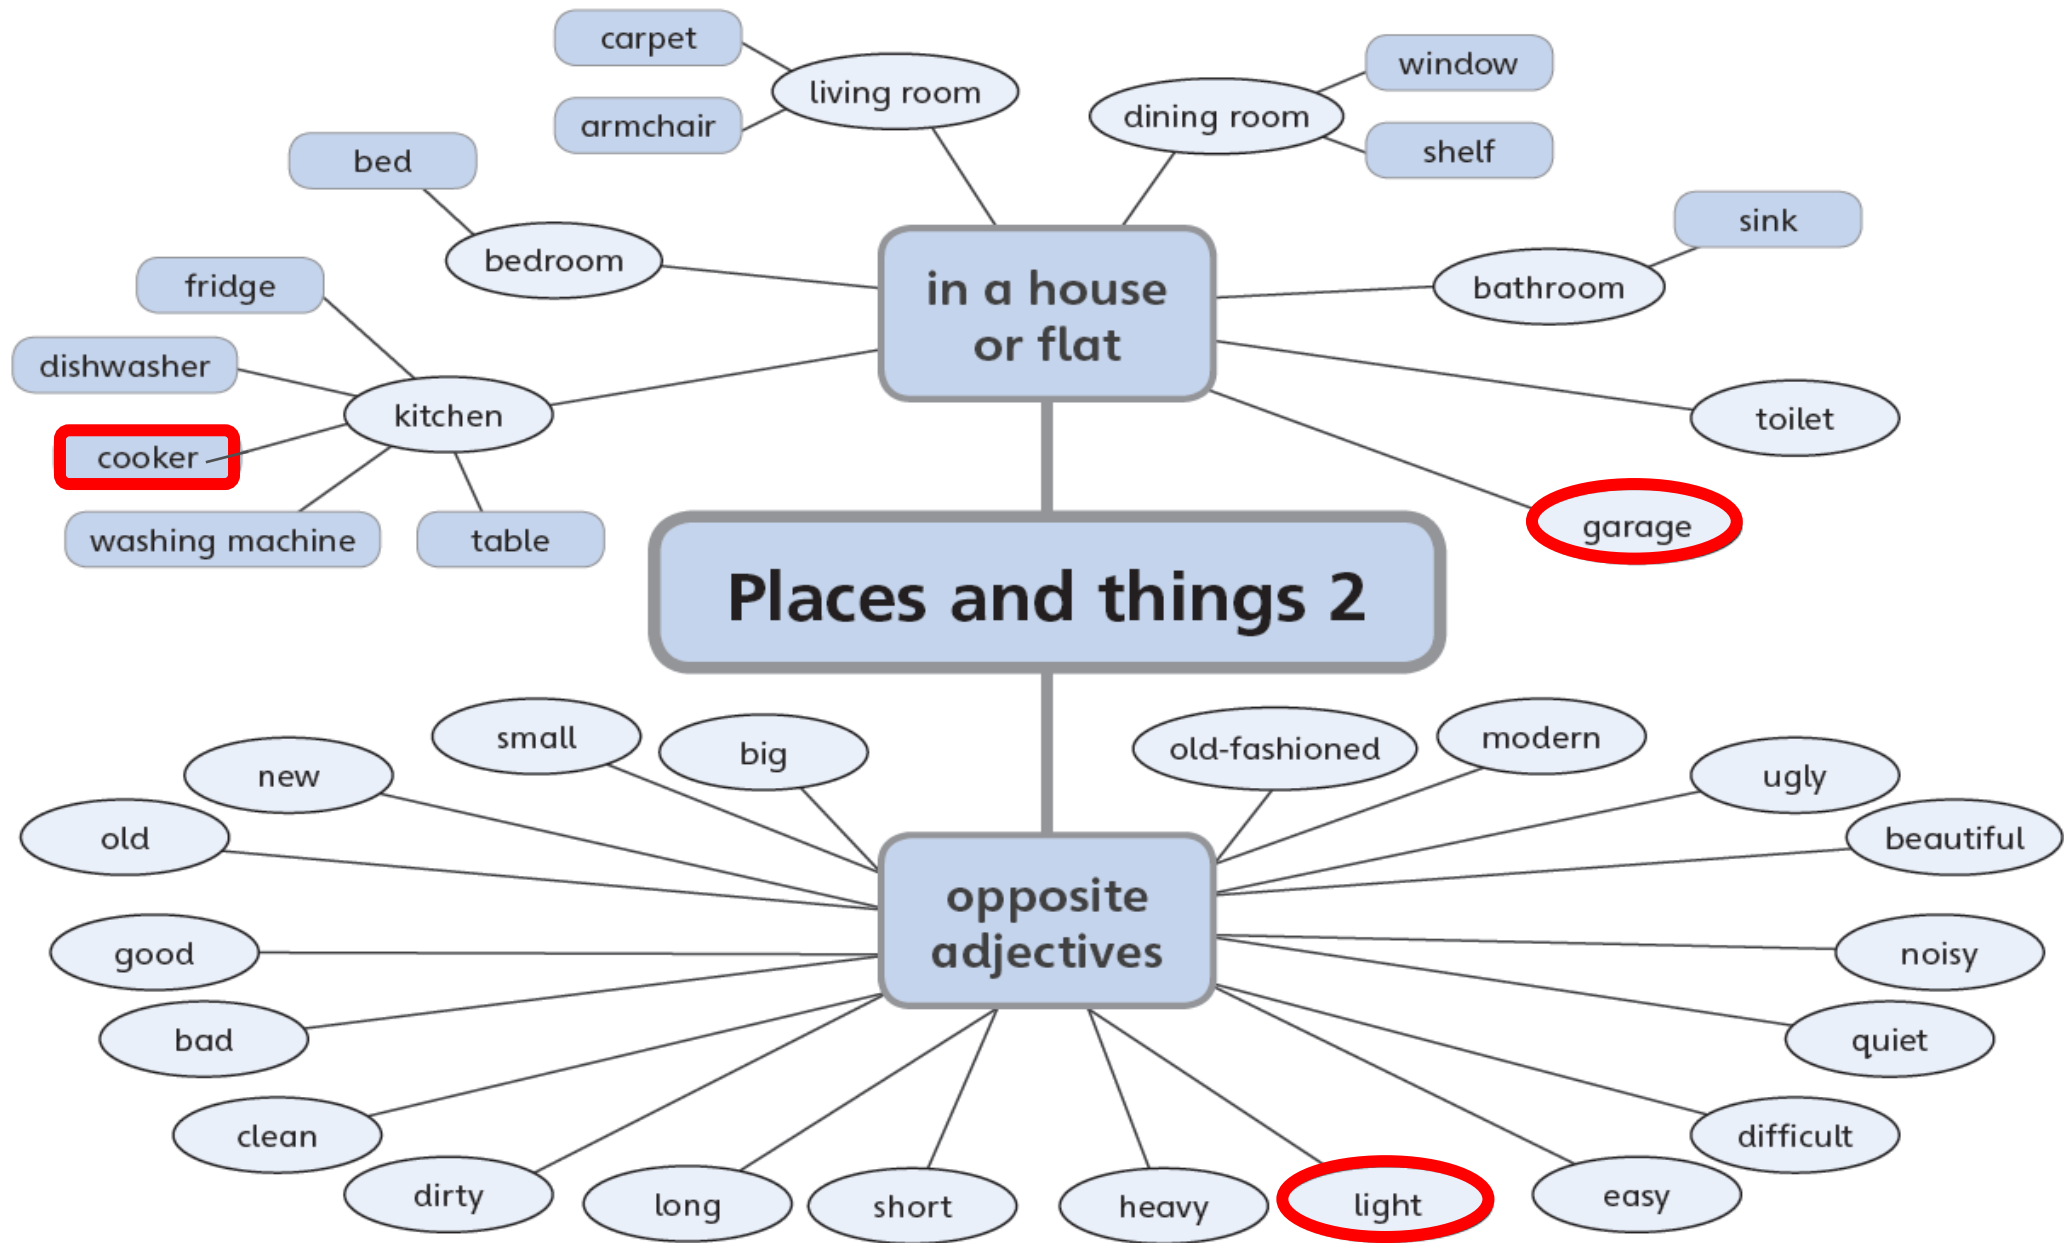 carpet
living room
armchair
window
dining room
shelf
bed
bedroom
sink
bathroom
in a house
or flat
fridge
dishwasher
kitchen
cooker
washing machine
table
toilet
garage
Places and things 2
small
big
new
old
old-fashioned
modern
ugly
beautiful
opposite
adjectives
good
bad
clean
dirty
long
short
heavy
light
easy
difficult
quiet
noisy